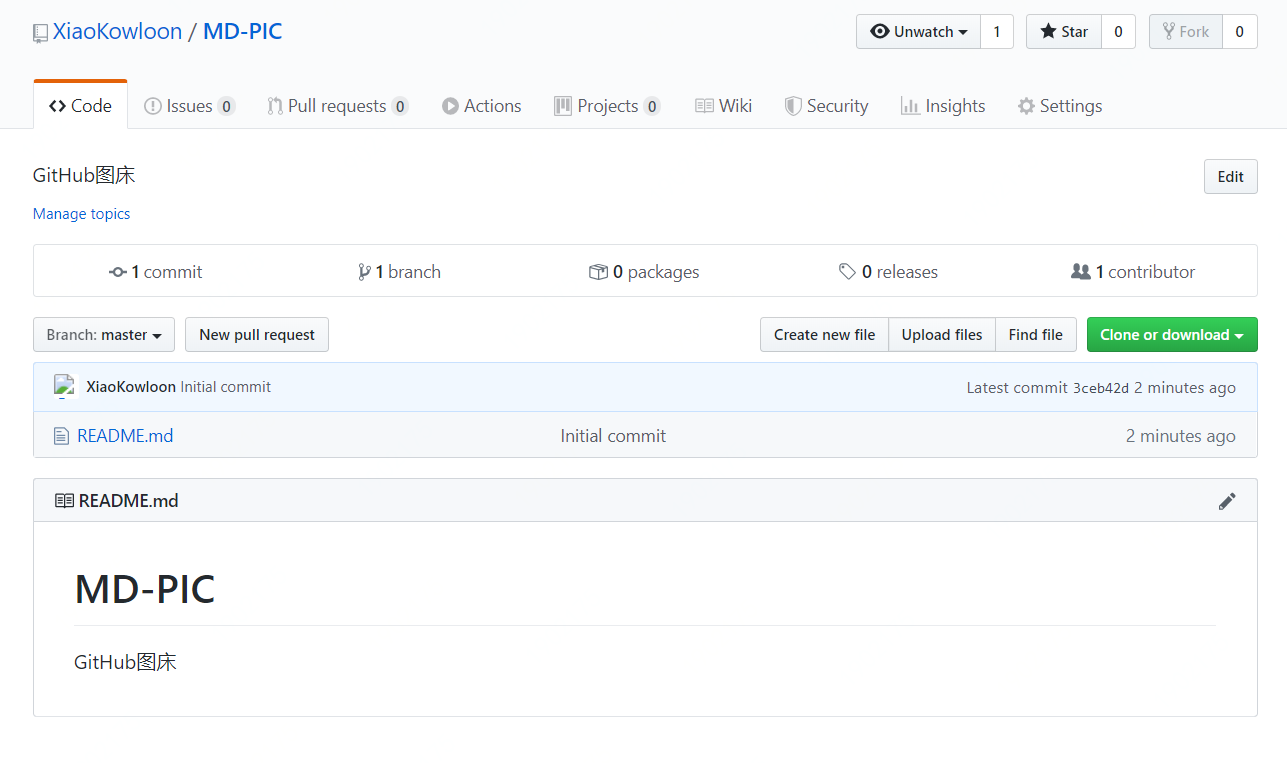 XiaoKowloon / MD-PIC
Unwatch 1 Star 0 Fork 0
Code Issues 0 Pull requests 0 Actions Projects 0 Wiki Security Insights Settings
GitHub图床 Edit
Manage topics
1 commit 1 branch 0 packages 0 releases 1 contributor
Branch: master New pull request Create new file Upload files Find file Clone or download
XiaoKowloon Initial commit Latest commit 3ceb42d 2 minutes ago
README.md Initial commit 2 minutes ago
README.md
MD-PIC
GitHub图床